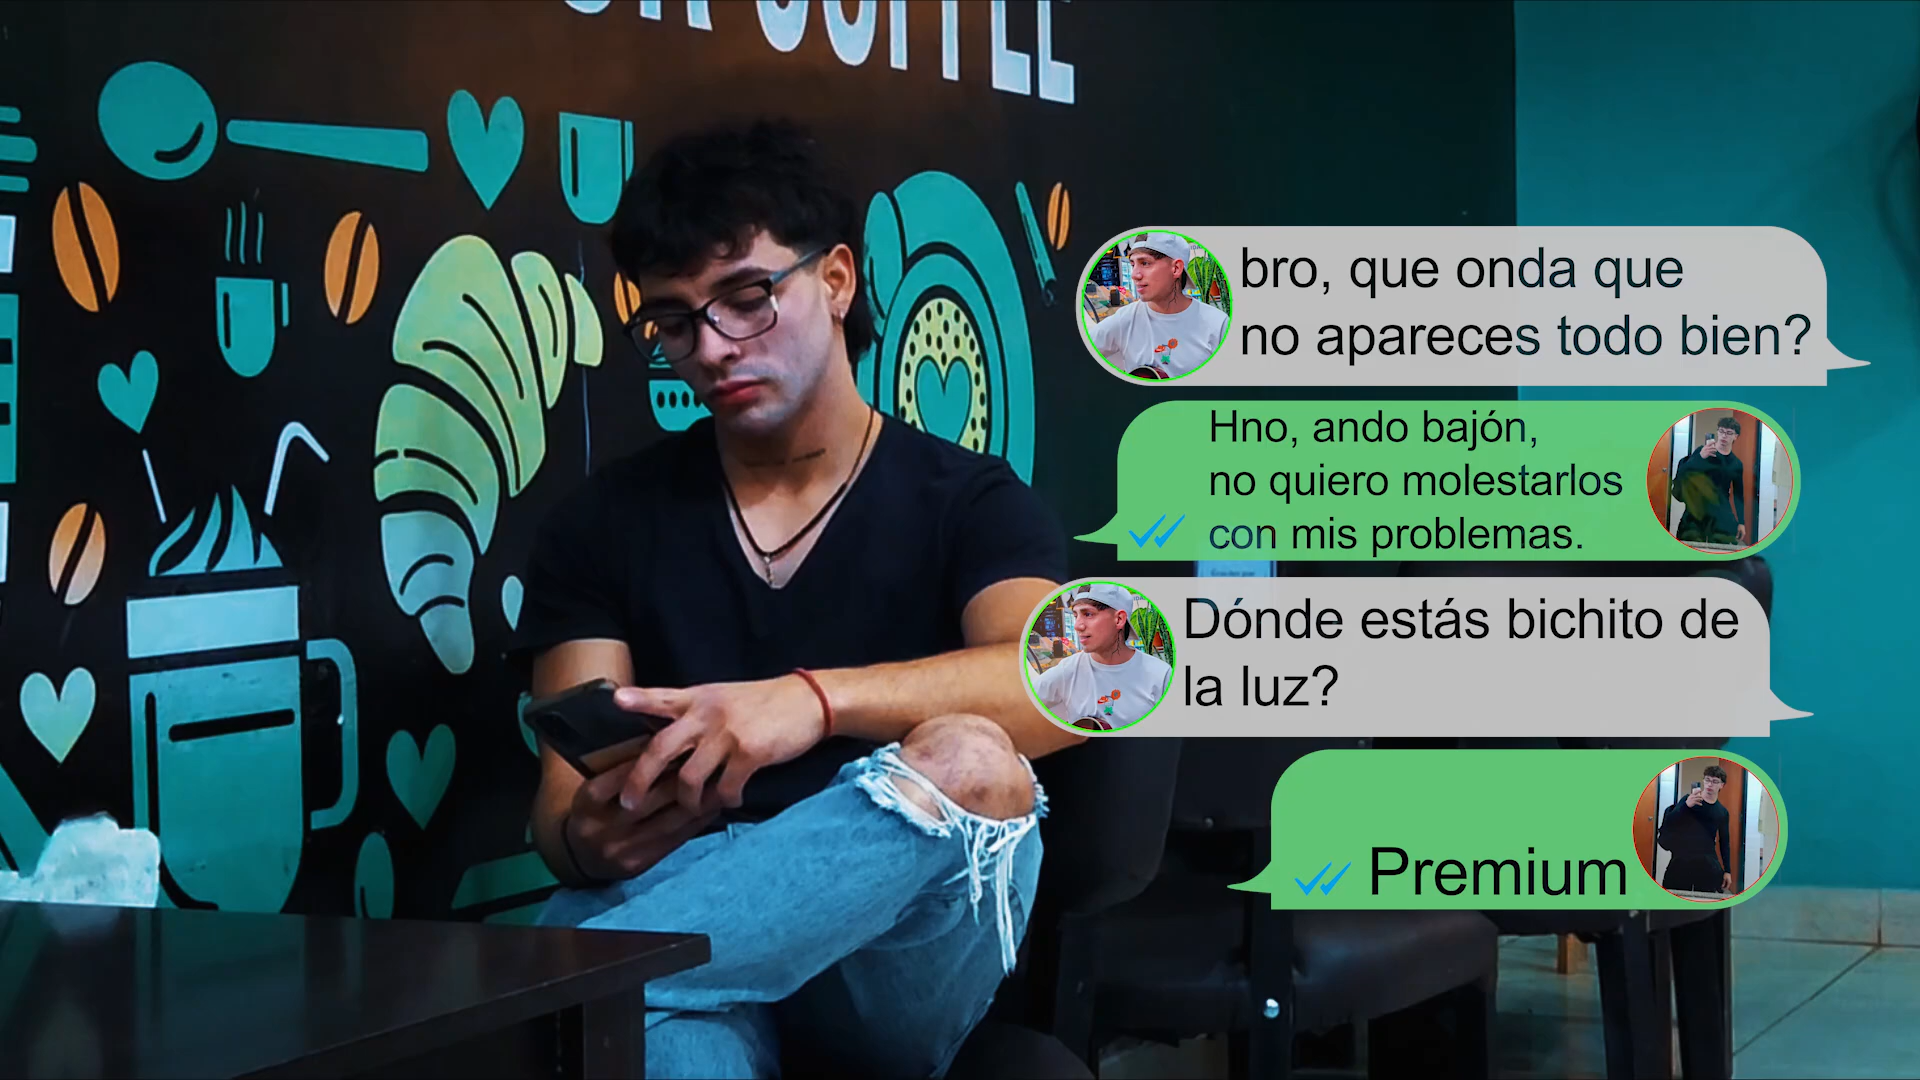 COFFEE
bro, que onda que
no apareces todo bien?
Hno, ando bajón,
no quiero molestarlos
con mis problemas.
Dónde estás bichito de
la luz?
Premium